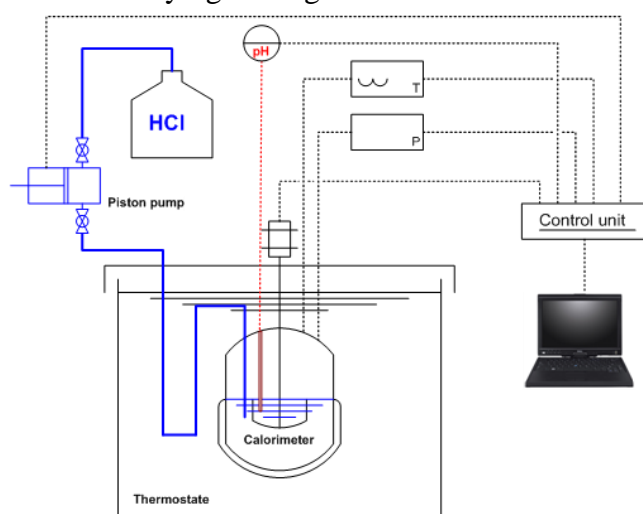 pH
HCl
T
P
Piston pump
Control unit
Calorimeter
Thermostate